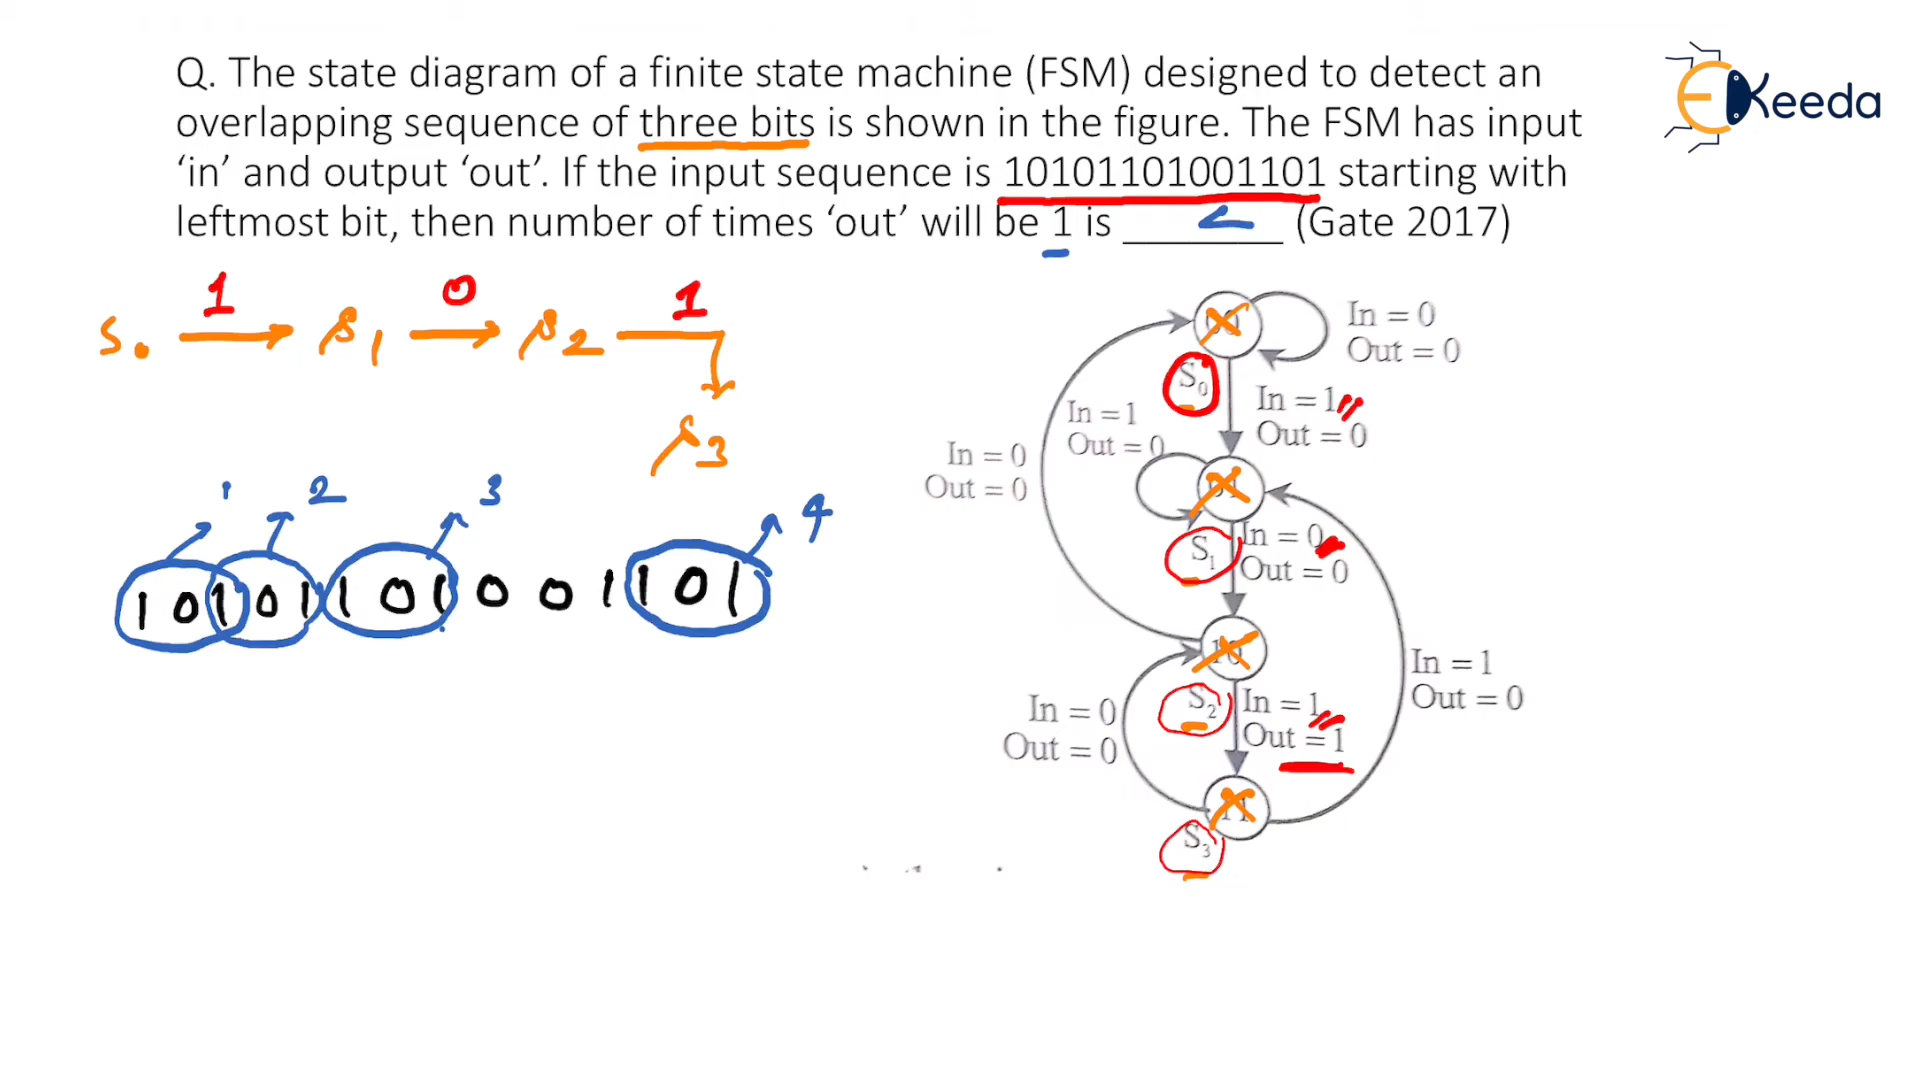 Q. The state diagram of a finite state machine (FSM) designed to detect an
overlapping sequence of three bits is shown in the figure. The FSM has input
‘in’ and output ‘out’. If the input sequence is 10101101001101 starting with
leftmost bit, then number of times ‘out’ will be 1 is ________ (Gate 2017)
EKeeda
1 0 1
S0 S1 S2
S3
1 2 3 4
1 0 1 0 1 1 0 1 0 0 1 1 0 1
In = 0
Out = 0
S0
In = 1
Out = 0
In = 1
Out = 0
In = 0
Out = 0
S1
In = 0
Out = 0
10
S2
In = 1
Out = 1
In = 0
Out = 0
In = 1
Out = 0
11
S3